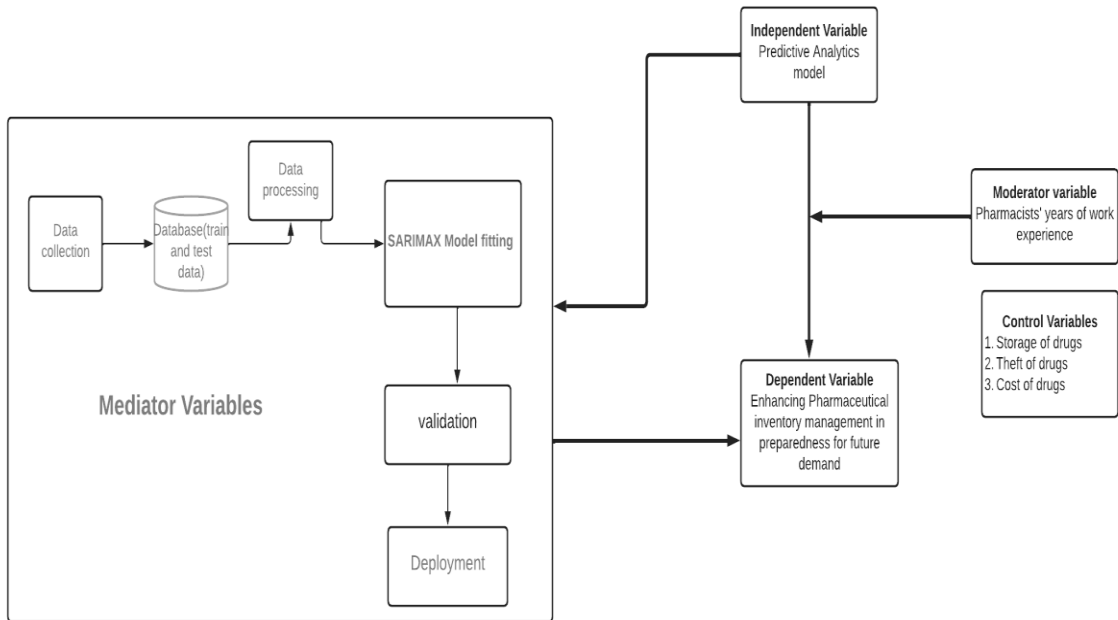 Independent Variable
Predictive Analytics
model
Moderator variable
Pharmacists' years of work
experience
Control Variables
1. Storage of drugs
2. Theft of drugs
3. Cost of drugs
Dependent Variable
Enhancing Pharmaceutical
inventory management in
preparedness for future
demand
Mediator Variables
Data
collection
Database(train
and test
data)
Data
processing
SARIMAX Model fitting
validation
Deployment